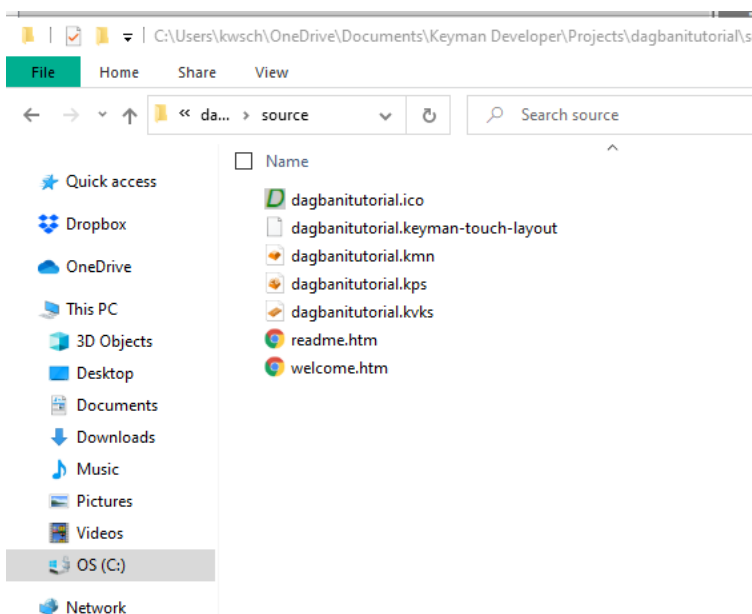 C:\Users\kwsch\OneDrive\Documents\Keyman Developer\Projects\dagbanitutorial\s
File Home Share View
« da... › source Search source
Name
Quick access
Dropbox
OneDrive
This PC
3D Objects
Desktop
Documents
Downloads
Music
Pictures
Videos
OS (C:)
Network
dagbanitutorial.ico
dagbanitutorial.keyman-touch-layout
dagbanitutorial.kmn
dagbanitutorial.kps
dagbanitutorial.kvks
readme.htm
welcome.htm